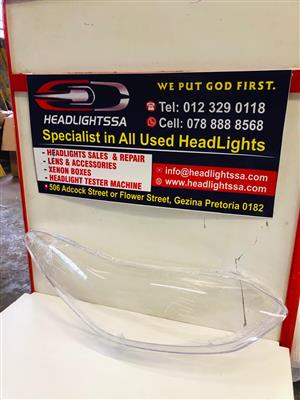 WE PUT GOD FIRST.
HEADLIGHTSSA
Tel: 012 329 0118
Cell: 078 888 8568
Specialist in All Used HeadLights
- HEADLIGHTS SALES & REPAIR
- LENS & ACCESSORIES
- XENON BOXES
- HEADLIGHT TESTER MACHINE
info@headlightssa.com
www.headlightssa.com
506 Adcock Street or Flower Street, Gezina Pretoria 0182